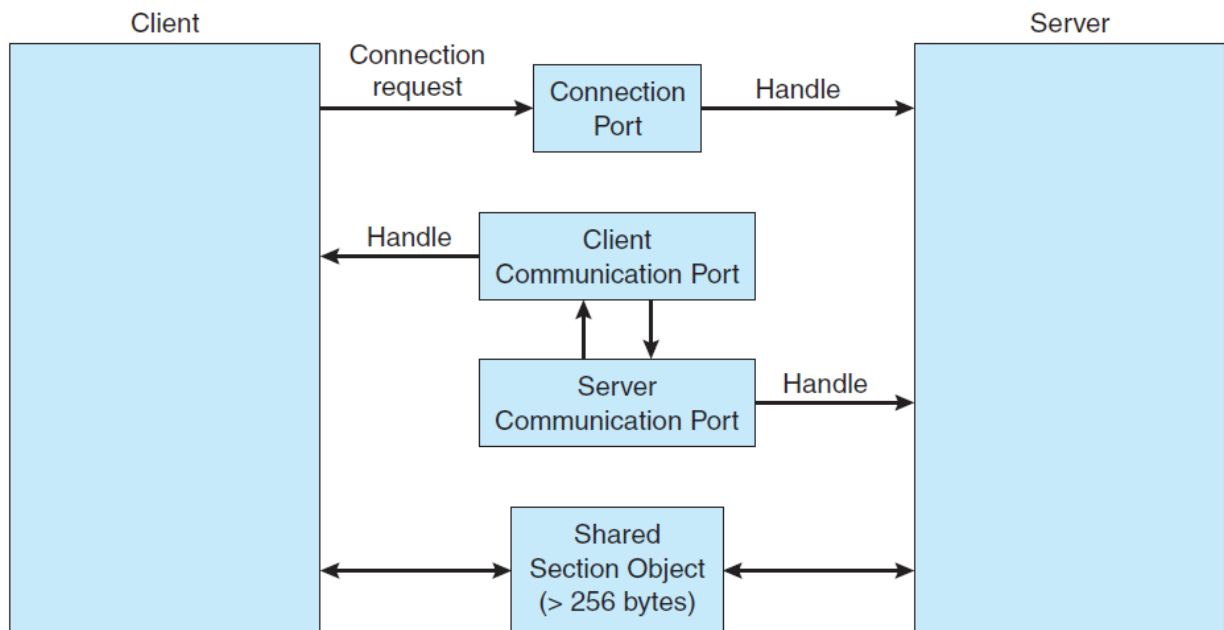 Client
Server
Connection
request
Connection
Port
Handle
Handle
Client
Communication Port
Server
Communication Port
Handle
Shared
Section Object
(> 256 bytes)